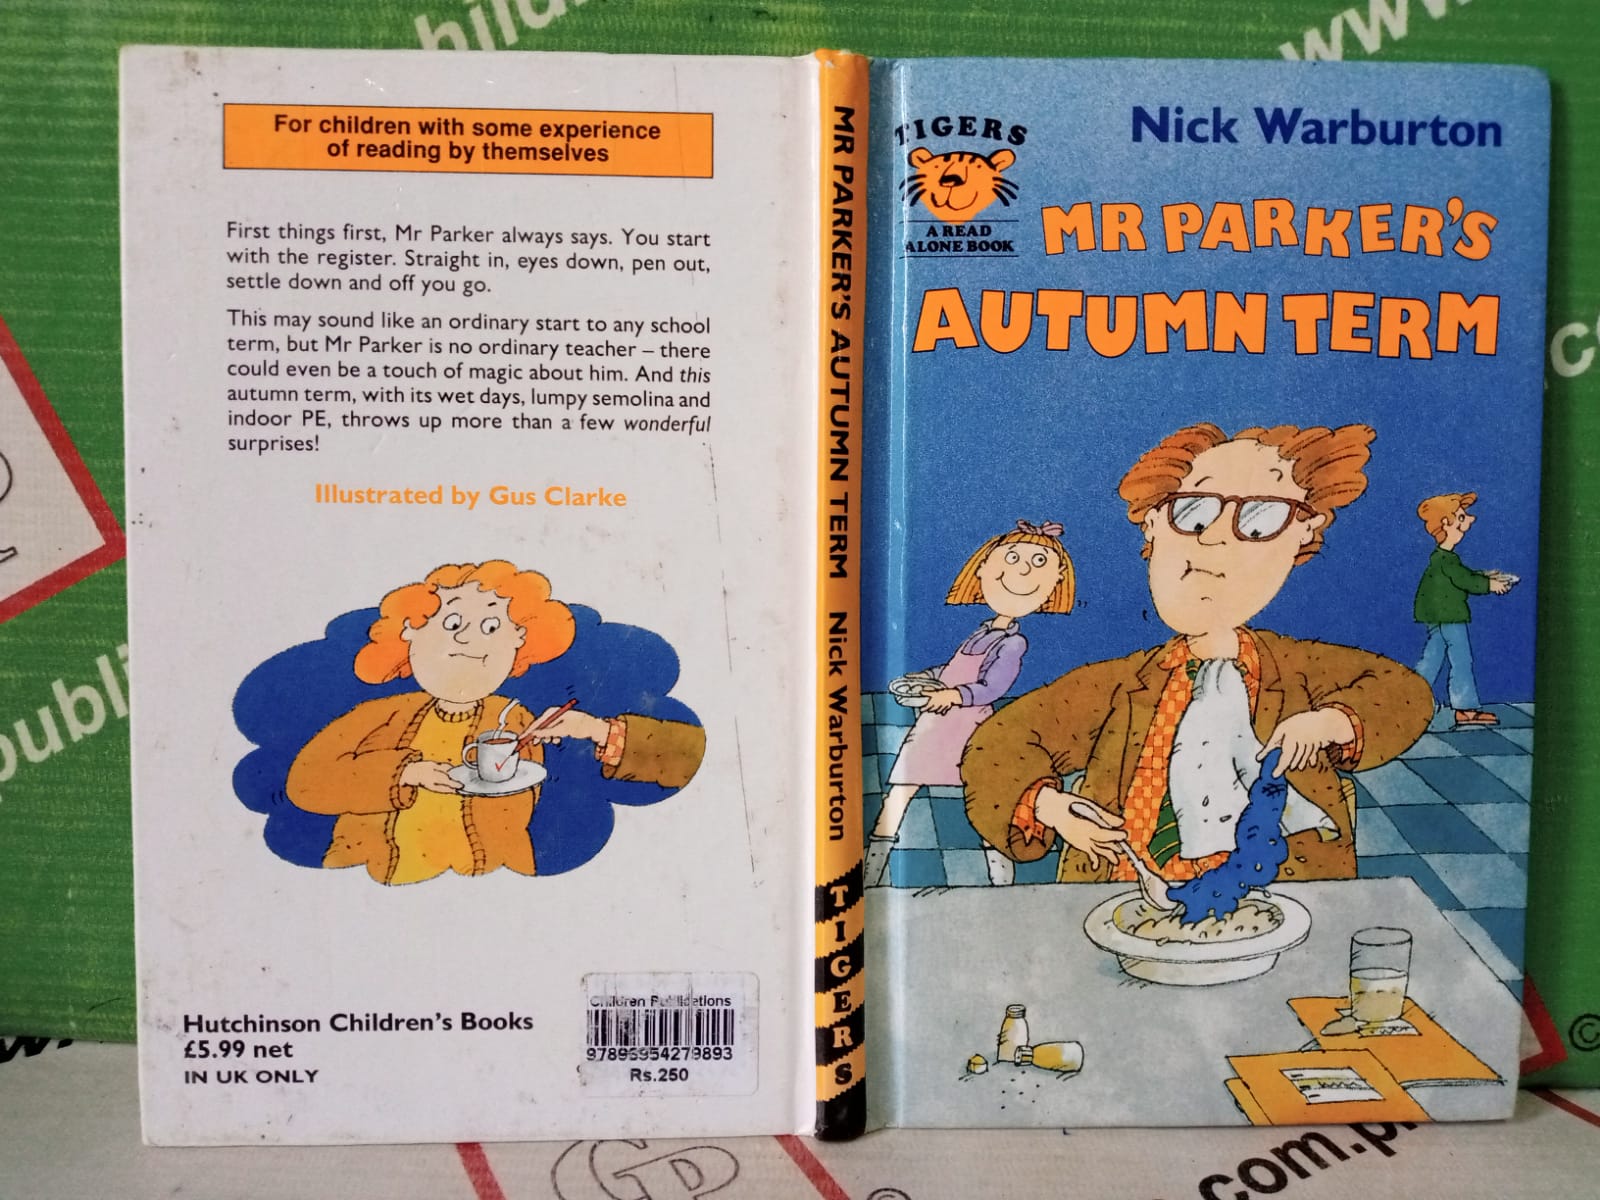 For children with some experience
of reading by themselves
First things first, Mr Parker always says. You start
with the register. Straight in, eyes down, pen out,
settle down and off you go.
This may sound like an ordinary start to any school
term, but Mr Parker is no ordinary teacher – there
could even be a touch of magic about him. And this
autumn term, with its wet days, lumpy semolina and
indoor PE, throws up more than a few wonderful
surprises!
Illustrated by Gus Clarke
Hutchinson Children's Books
£5.99 net
IN UK ONLY
Children Publications
Rs.250
MR PARKER'S AUTUMN TERM Nick Warburton
TIGERS
TIGERS
A READ
ALONE BOOK
Nick Warburton
MR PARKER'S
AUTUMN TERM
www.
publi
com.p